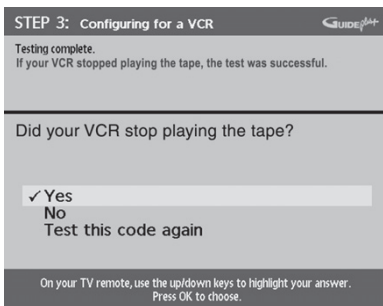 STEP 3: Configuring for a VCR
GUIDE Plus+
Testing complete.
If your VCR stopped playing the tape, the test was successful.
Did your VCR stop playing the tape?
✓ Yes
No
Test this code again
On your TV remote, use the up/down keys to highlight your answer.
Press OK to choose.